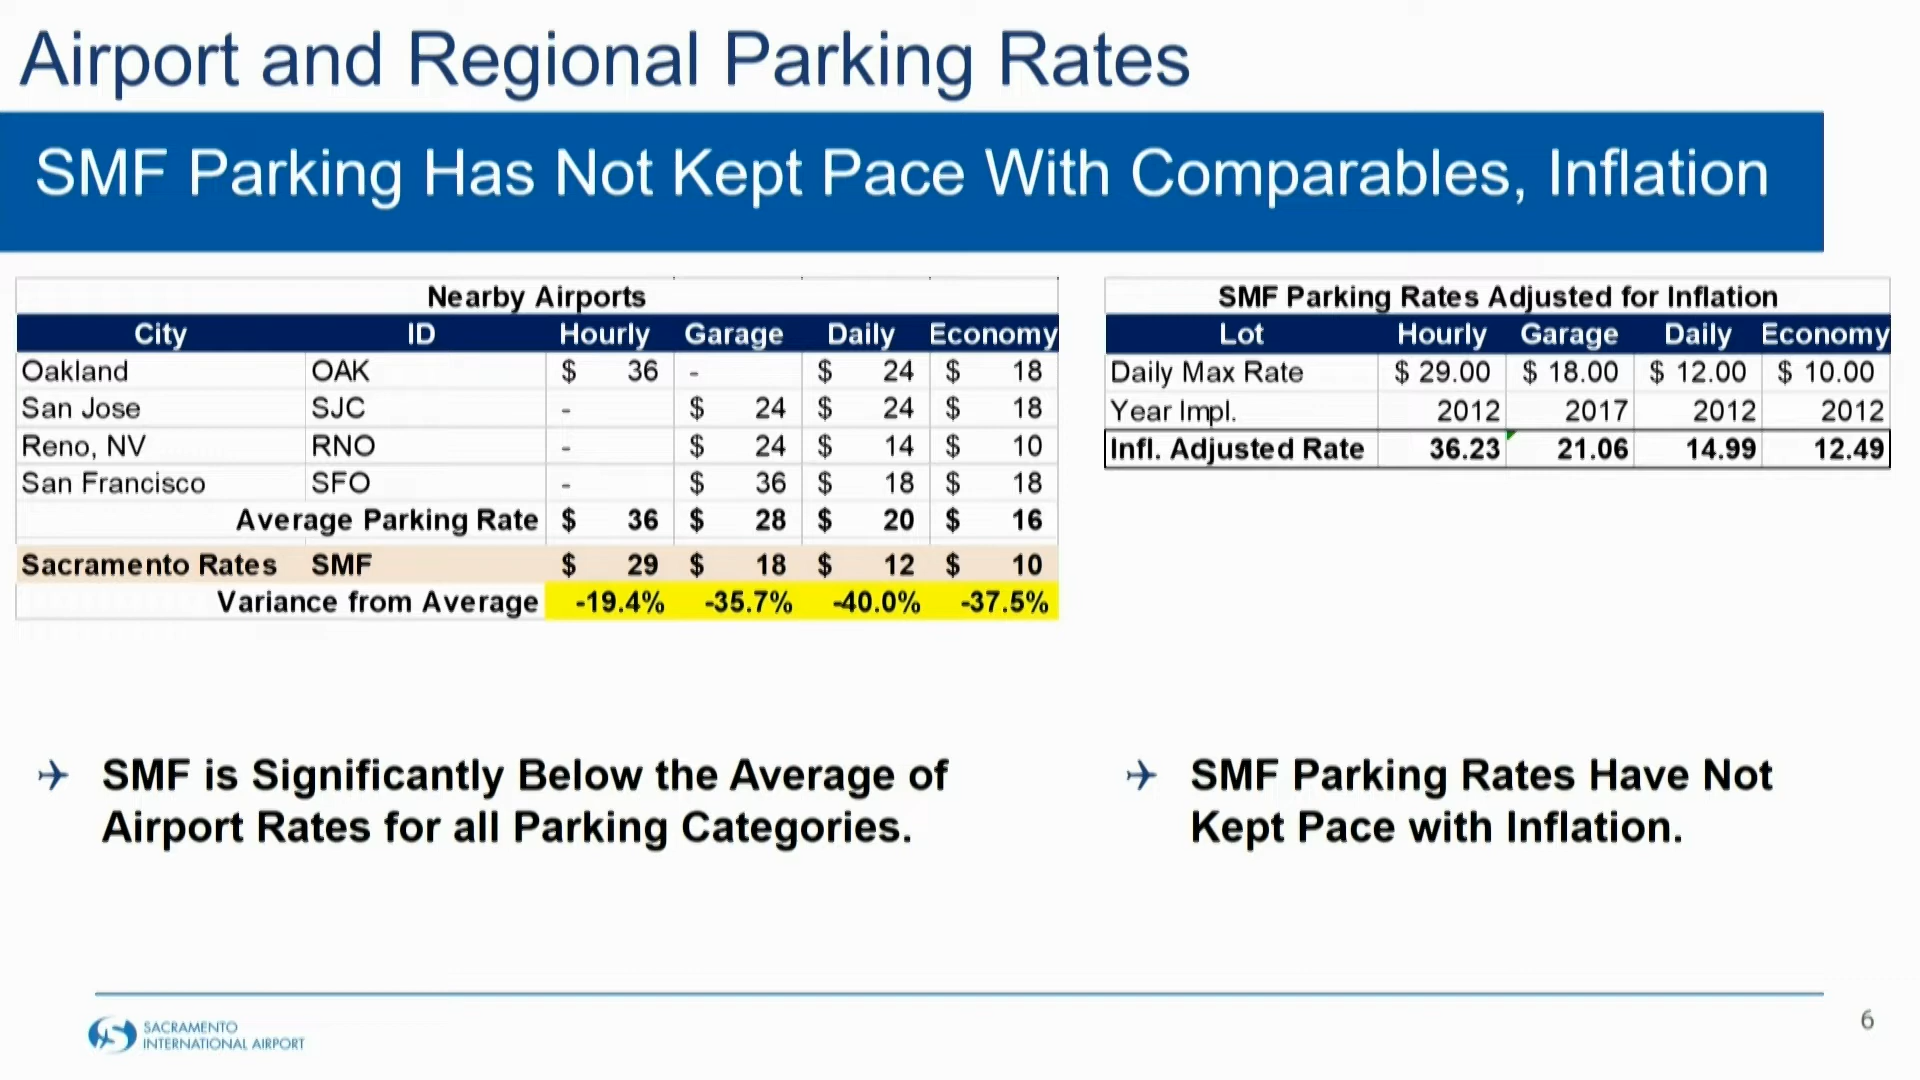 Airport and Regional Parking Rates
SMF Parking Has Not Kept Pace With Comparables, Inflation
Nearby Airports
City ID Hourly Garage Daily Economy
Oakland OAK $ 36 - $ 24 $ 18
San Jose SJC - $ 24 $ 24 $ 18
Reno, NV RNO - $ 24 $ 14 $ 10
San Francisco SFO - $ 36 $ 18 $ 18
Average Parking Rate $ 36 $ 28 $ 20 $ 16
Sacramento Rates SMF $ 29 $ 18 $ 12 $ 10
Variance from Average -19.4% -35.7% -40.0% -37.5%
SMF Parking Rates Adjusted for Inflation
Lot Hourly Garage Daily Economy
Daily Max Rate $ 29.00 $ 18.00 $ 12.00 $ 10.00
Year Impl. 2012 2017 2012 2012
Infl. Adjusted Rate 36.23 21.06 14.99 12.49
SMF is Significantly Below the Average of
Airport Rates for all Parking Categories.
SMF Parking Rates Have Not
Kept Pace with Inflation.
SACRAMENTO
INTERNATIONAL AIRPORT
6